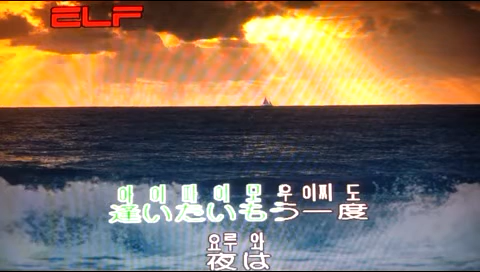 ELF
아 이 따 이 모 우 이찌 도
逢いたいもう一度
요루 와
夜は